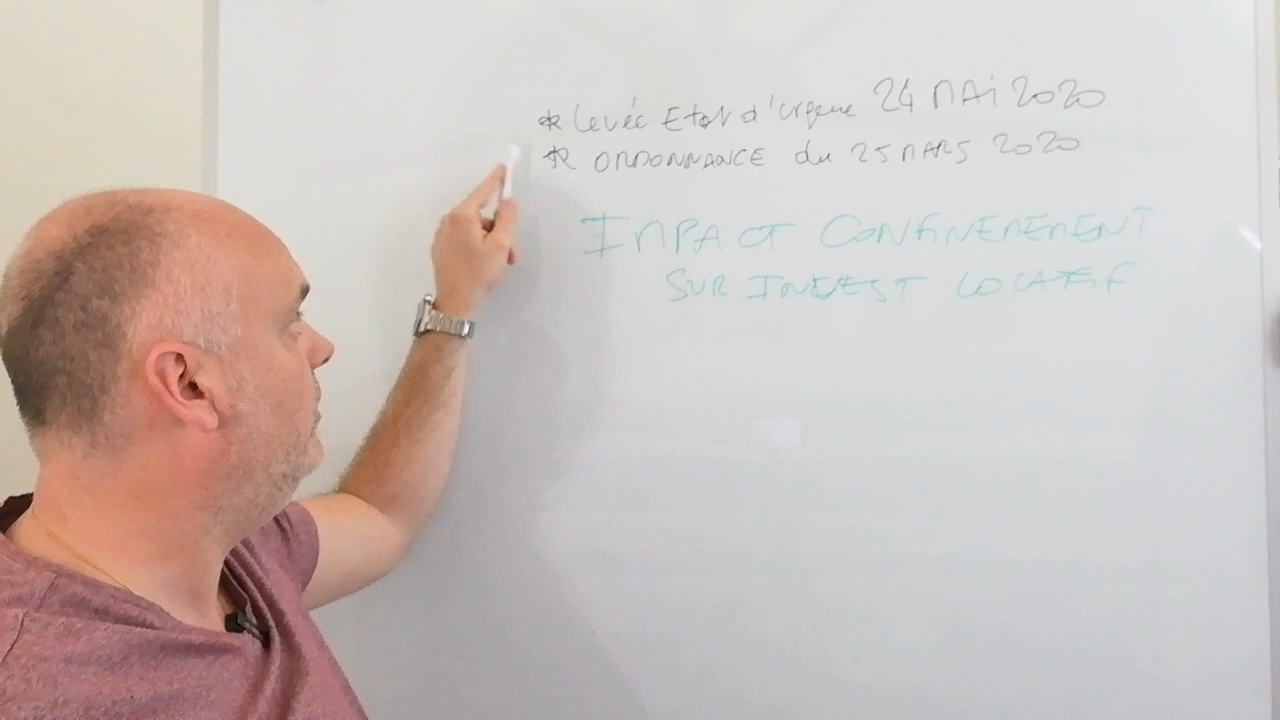 * Levée Etat d'urgence 24 MAi 2020
* ORDONNANCE du 25 MARS 2020
IMPACT CONFINEMENT
SUR INVEST LOCATIF